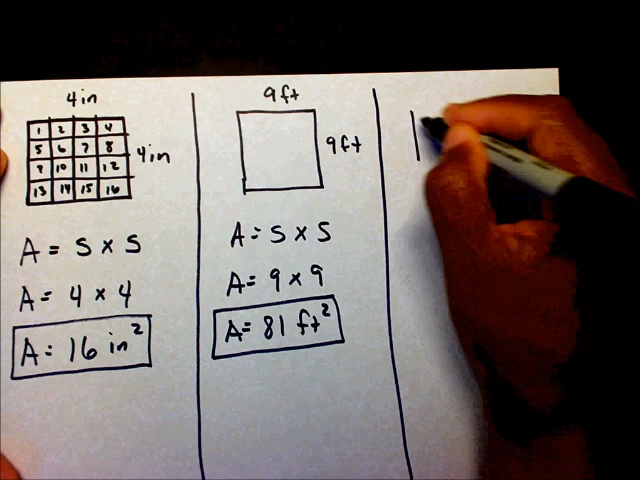 4in
1 2 3 4
5 6 7 8
9 10 11 12
13 14 15 16
4in
A = S x S
A = 4 x 4
A = 16 in²
9ft
9ft
A = S x S
A = 9 x 9
A = 81 ft²